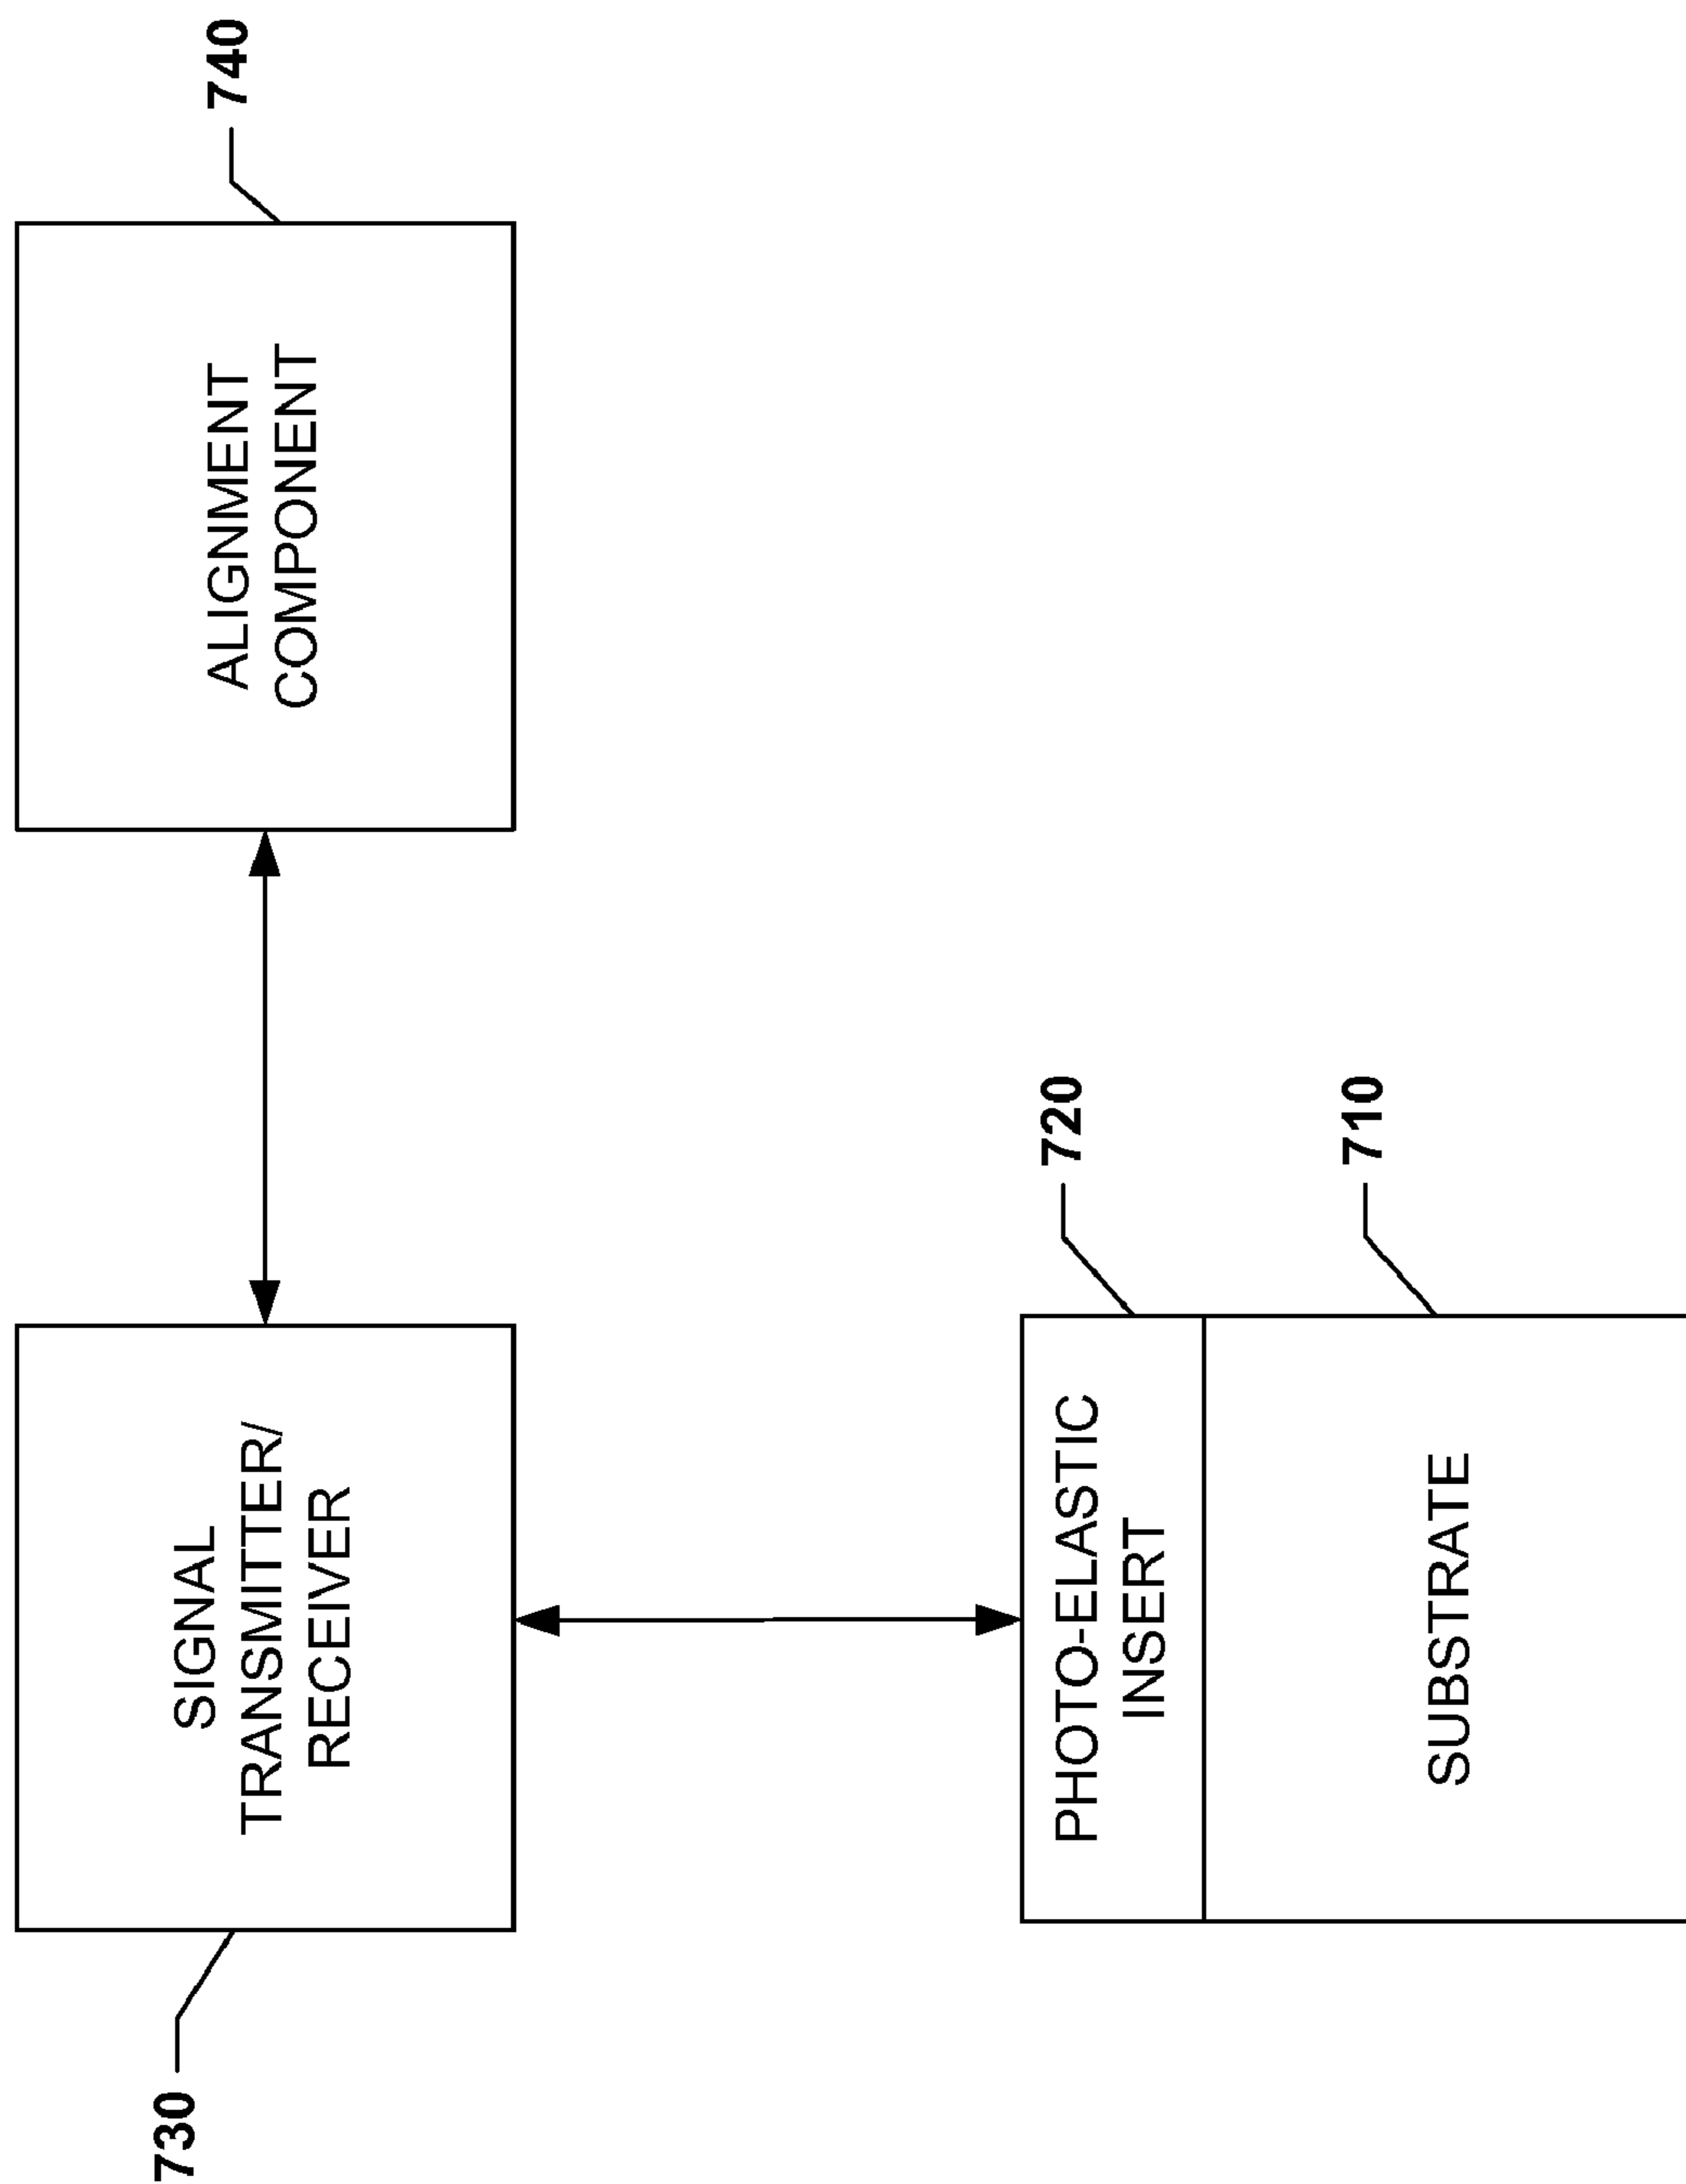 730
SIGNAL
TRANSMITTER/
RECEIVER
ALIGNMENT
COMPONENT
740
PHOTO-ELASTIC
INSERT
720
SUBSTRATE
710